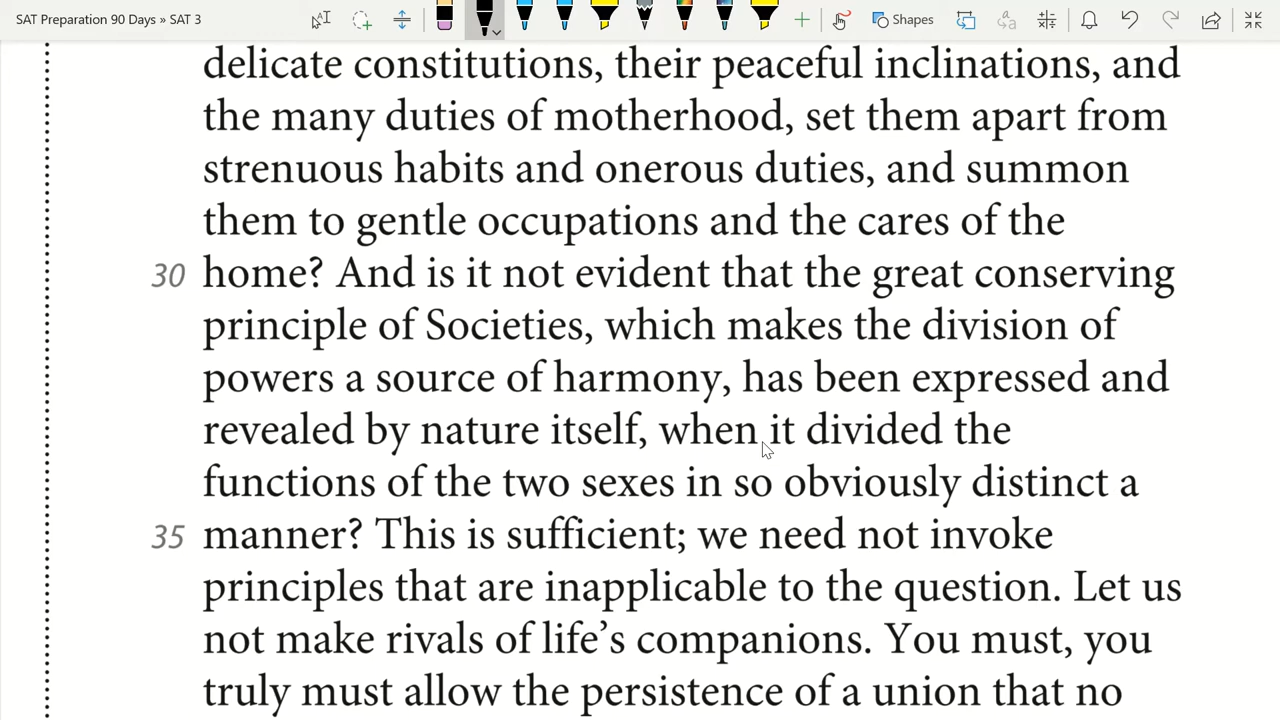 SAT Preparation 90 Days » SAT 3
Shapes
delicate constitutions, their peaceful inclinations, and
the many duties of motherhood, set them apart from
strenuous habits and onerous duties, and summon
them to gentle occupations and the cares of the
30 home? And is it not evident that the great conserving
principle of Societies, which makes the division of
powers a source of harmony, has been expressed and
revealed by nature itself, when it divided the
functions of the two sexes in so obviously distinct a
35 manner? This is sufficient; we need not invoke
principles that are inapplicable to the question. Let us
not make rivals of life’s companions. You must, you
truly must allow the persistence of a union that no